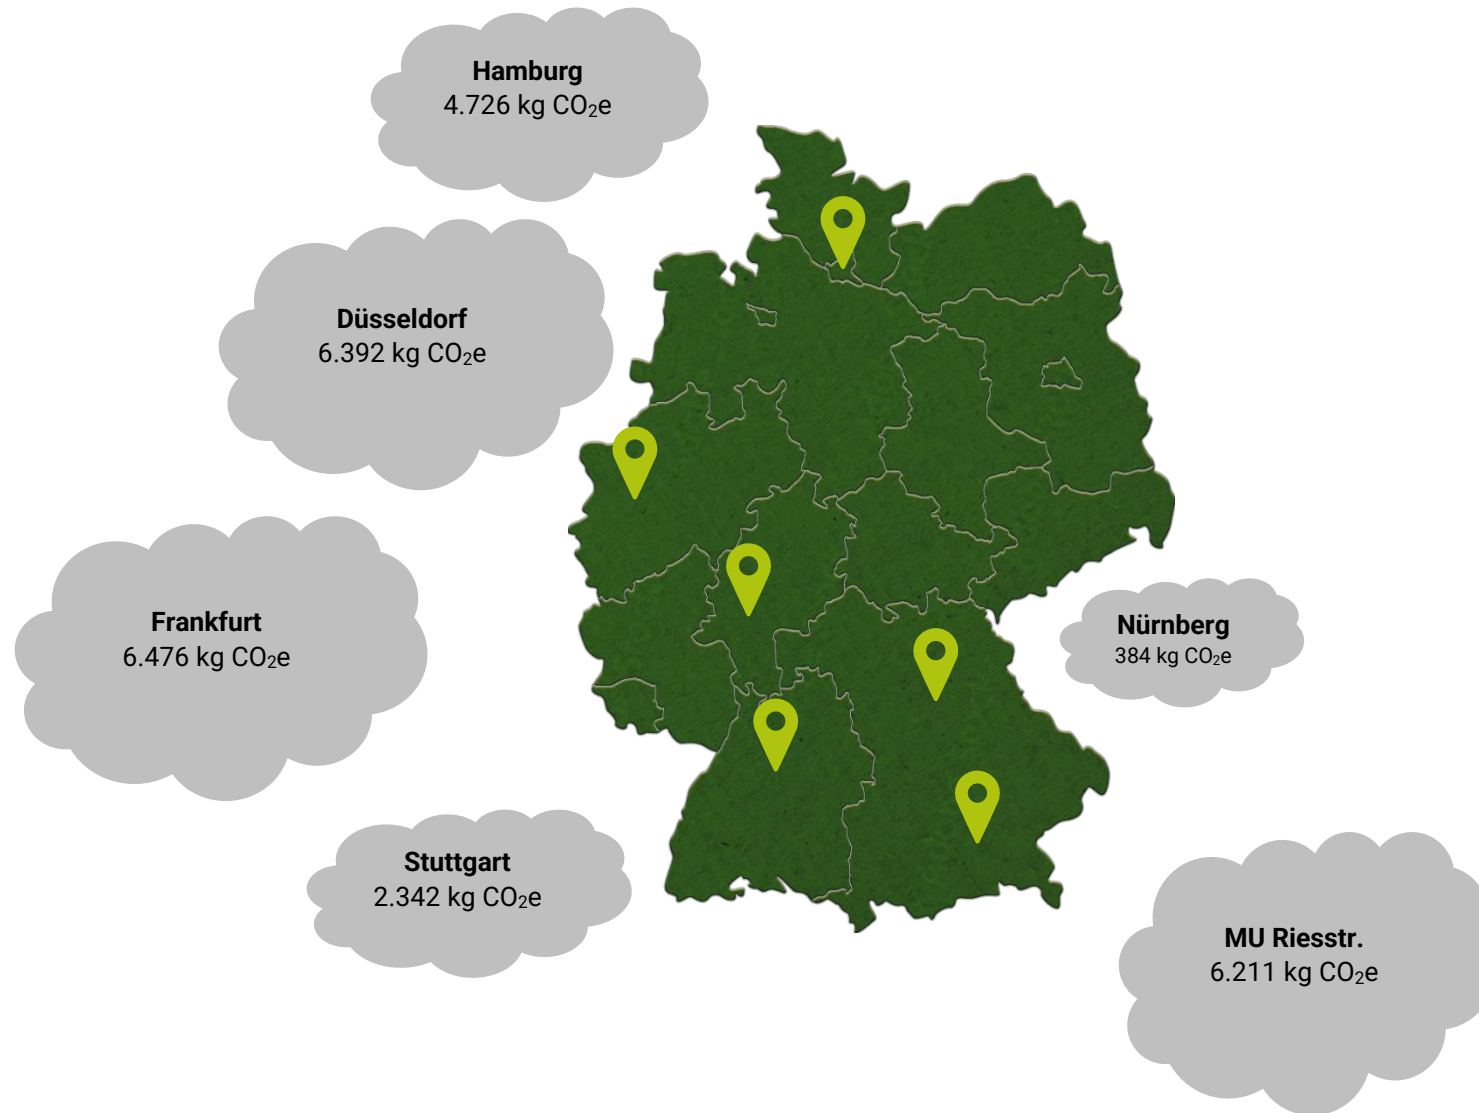 Hamburg
4.726 kg CO₂e
Düsseldorf
6.392 kg CO₂e
Frankfurt
6.476 kg CO₂e
Nürnberg
384 kg CO₂e
Stuttgart
2.342 kg CO₂e
MU Riesstr.
6.211 kg CO₂e